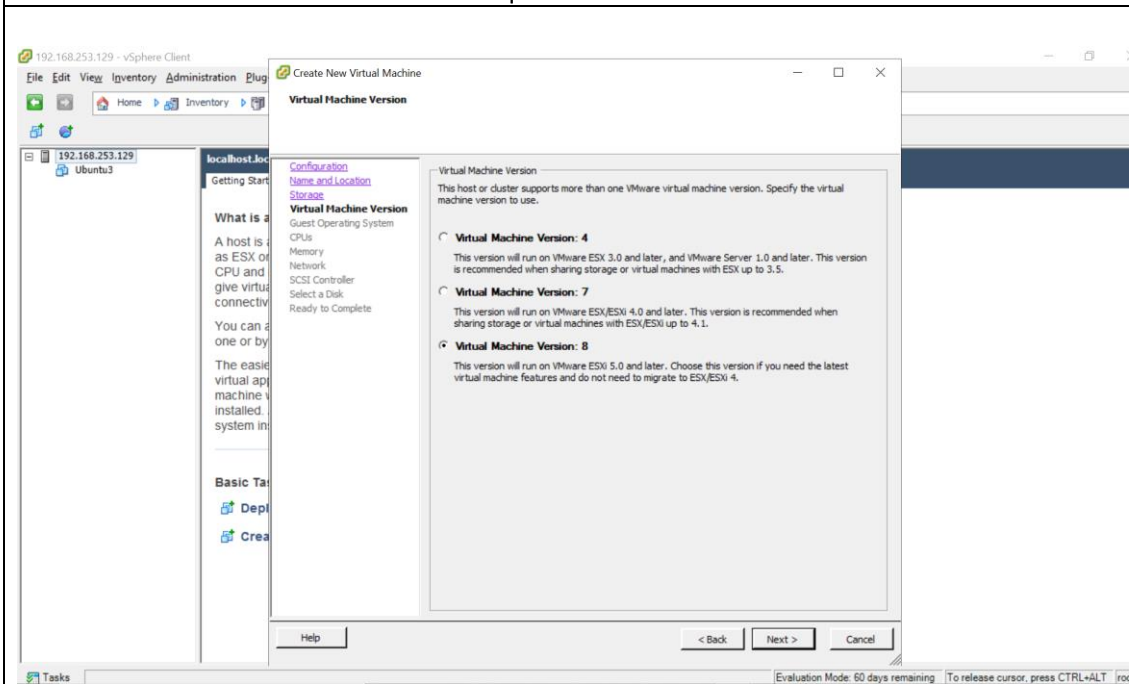 192.168.253.129 - vSphere Client
File Edit View Inventory Administration Plug
Home Inventory
192.168.253.129
Ubuntu3
localhost.loc
Getting Start
What is a
A host is a
as ESX or
CPU and
give virtua
connectiv
You can a
one or by
The easie
virtual app
machine v
installed.
system in
Basic Ta
Depl
Crea
Create New Virtual Machine
Virtual Machine Version
Configuration
Name and Location
Storage
Virtual Machine Version
Guest Operating System
CPUs
Memory
Network
SCSI Controller
Select a Disk
Ready to Complete
Virtual Machine Version
This host or cluster supports more than one VMware virtual machine version. Specify the virtual
machine version to use.
Virtual Machine Version: 4
This version will run on VMware ESX 3.0 and later, and VMware Server 1.0 and later. This version
is recommended when sharing storage or virtual machines with ESX up to 3.5.
Virtual Machine Version: 7
This version will run on VMware ESX/ESXi 4.0 and later. This version is recommended when
sharing storage or virtual machines with ESX/ESXi up to 4.1.
Virtual Machine Version: 8
This version will run on VMware ESXi 5.0 and later. Choose this version if you need the latest
virtual machine features and do not need to migrate to ESX/ESXi 4.
Help < Back Next > Cancel
Tasks Evaluation Mode: 60 days remaining To release cursor, press CTRL+ALT roo